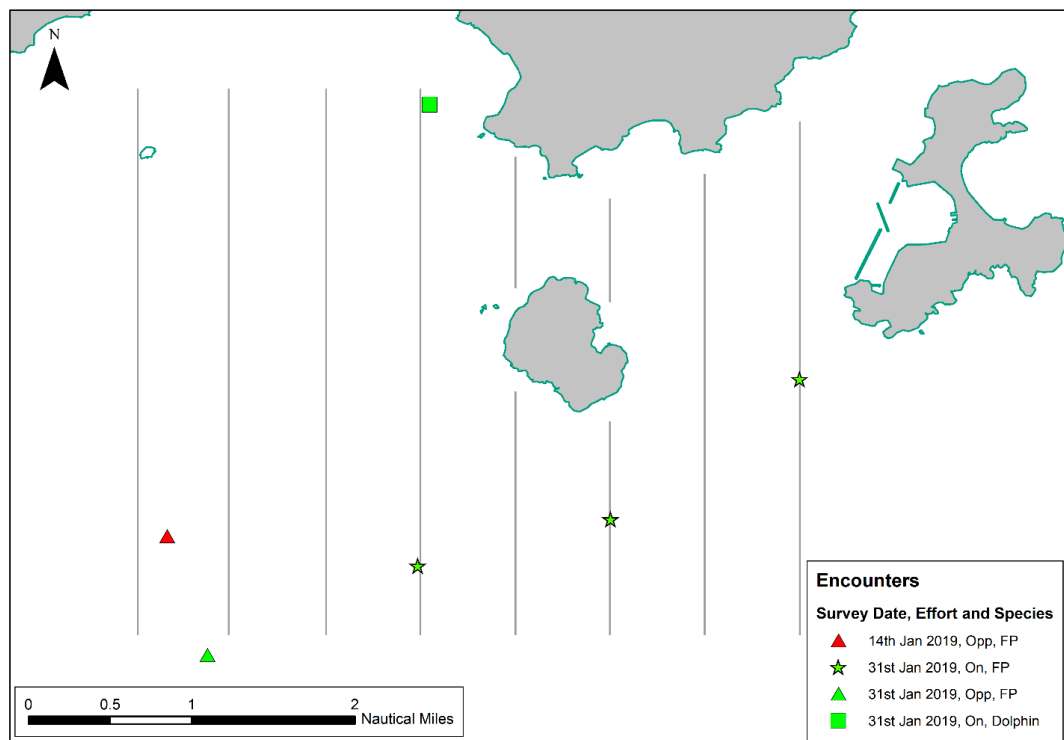 N
Encounters
Survey Date, Effort and Species
14th Jan 2019, Opp, FP
31st Jan 2019, On, FP
31st Jan 2019, Opp, FP
31st Jan 2019, On, Dolphin
0 0.5 1 2
Nautical Miles